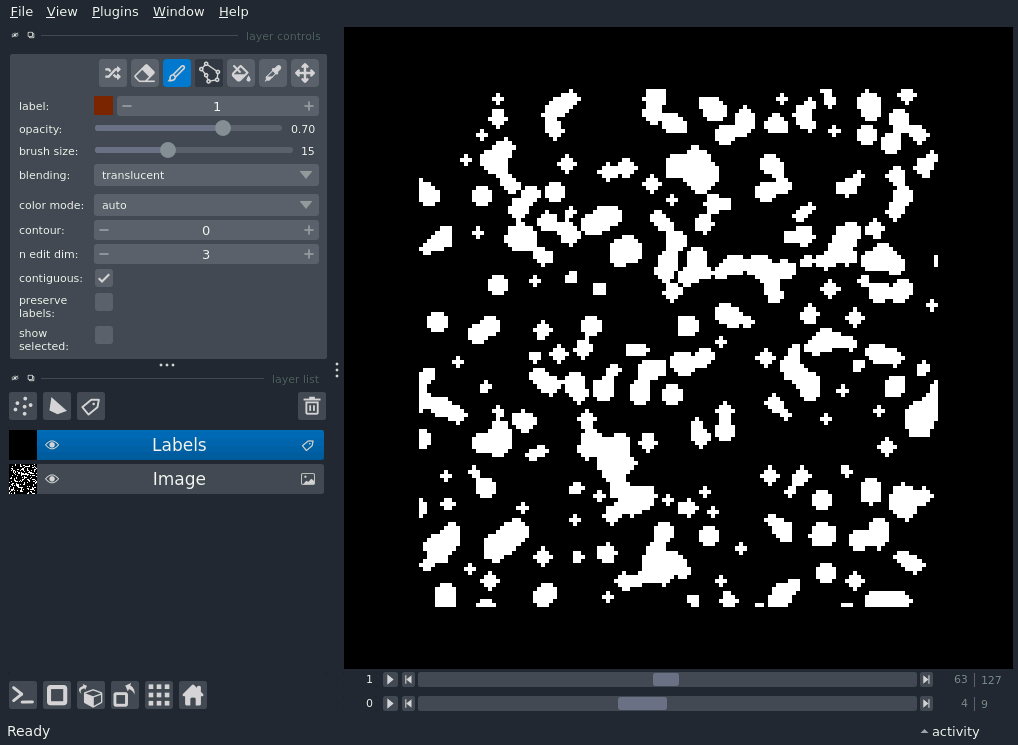 File View Plugins Window Help
layer controls
label: 1
opacity: 0.70
brush size: 15
blending: translucent
color mode: auto
contour: 0
n edit dim: 3
contiguous:
preserve
labels:
show
selected:
layer list
Labels
Image
1 63 127
0 4 9
Ready activity